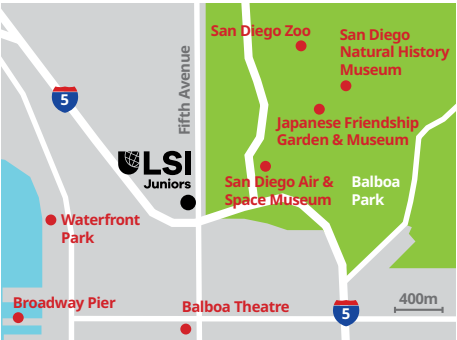 San Diego Zoo
San Diego
Natural History
Museum
5
Fifth Avenue
Japanese Friendship
Garden & Museum
LSI
Juniors
San Diego Air &
Space Museum
Balboa
Park
Waterfront
Park
400m
Broadway Pier
Balboa Theatre
5